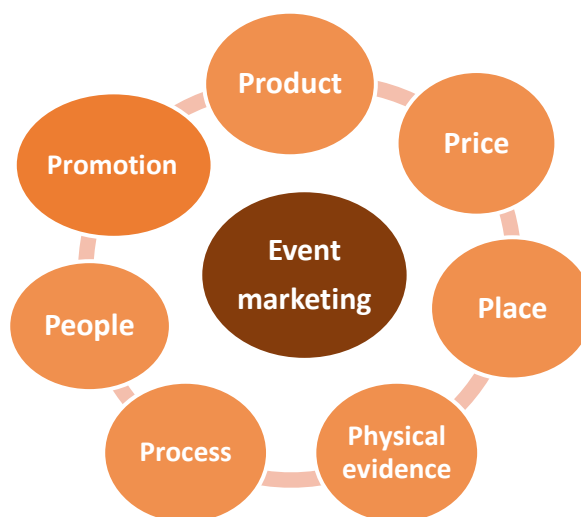 Product
Price
Promotion
Event
marketing
Place
People
Physical
evidence
Process